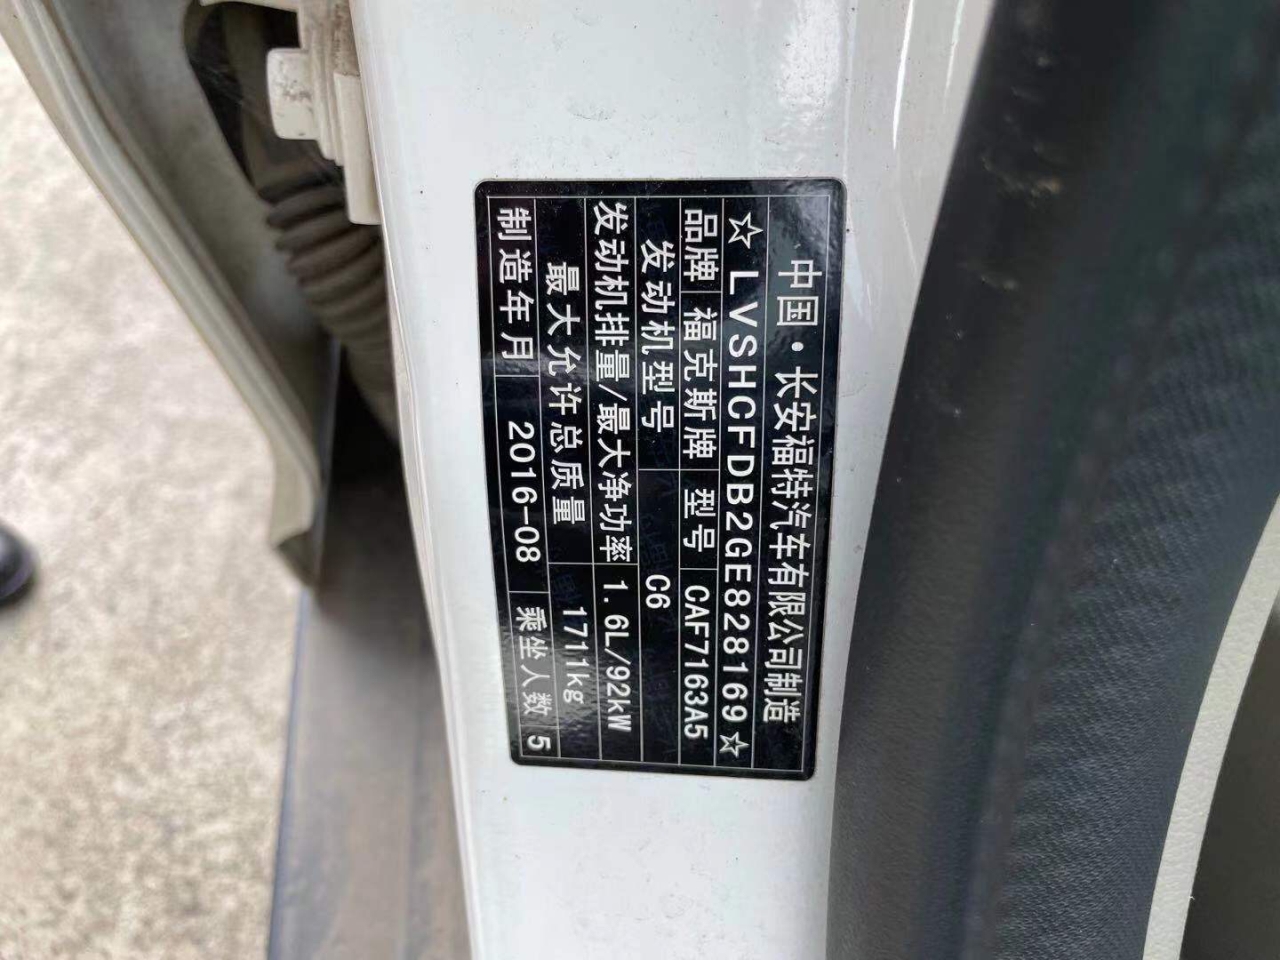 中国·长安福特汽车有限公司制造
☆LVSHCFDB2GE828169☆
品牌 福克斯牌 型号 CAF7163A5
发动机型号 C6
发动机排量/最大净功率 1.6L/92kW
最大允许总质量 1711kg
制造年月 2016-08 乘坐人数 5